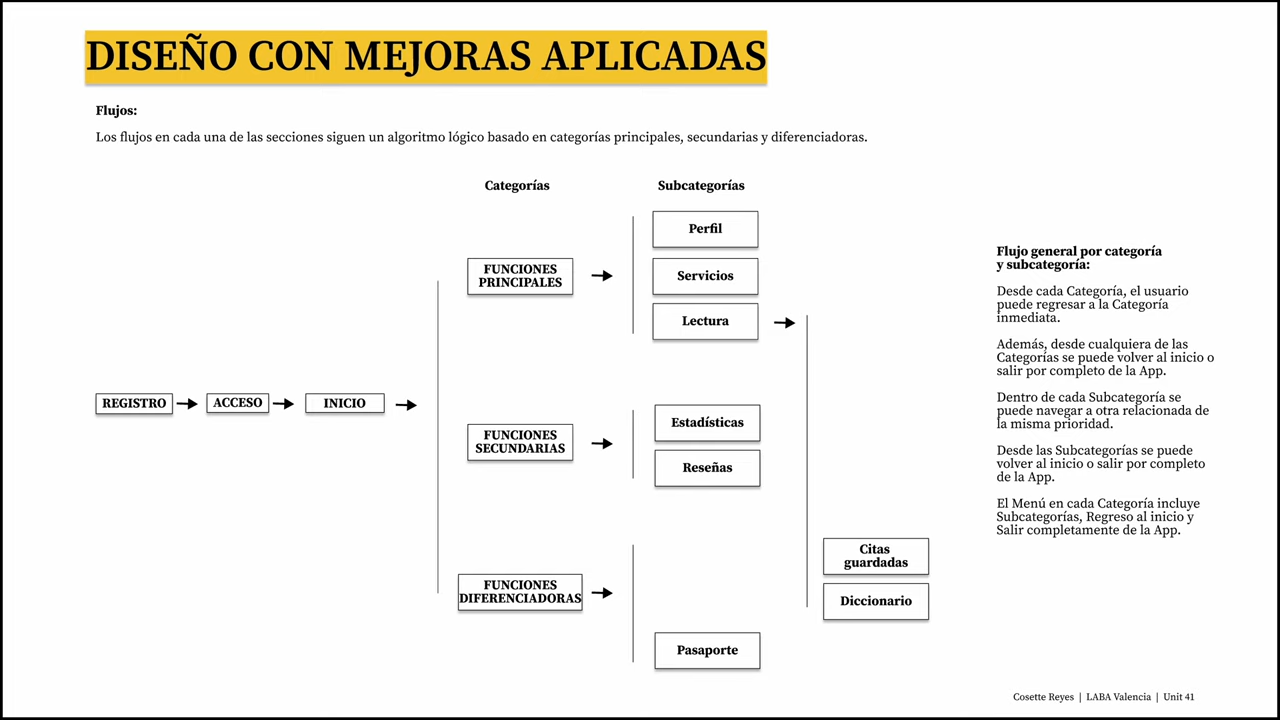 DISEÑO CON MEJORAS APLICADAS
Flujos:
Los flujos en cada una de las secciones siguen un algoritmo lógico basado en categorías principales, secundarias y diferenciadoras.
Categorías
Subcategorías
REGISTRO
ACCESO
INICIO
FUNCIONES
PRINCIPALES
Perfil
Servicios
Lectura
FUNCIONES
SECUNDARIAS
Estadísticas
Reseñas
FUNCIONES
DIFERENCIADORAS
Pasaporte
Citas
guardadas
Diccionario
Flujo general por categoría
y subcategoría:
Desde cada Categoría, el usuario
puede regresar a la Categoría
inmediata.
Además, desde cualquiera de las
Categorías se puede volver al inicio o
salir por completo de la App.
Dentro de cada Subcategoría se
puede navegar a otra relacionada de
la misma prioridad.
Desde las Subcategorías se puede
volver al inicio o salir por completo
de la App.
El Menú en cada Categoría incluye
Subcategorías, Regreso al inicio y
Salir completamente de la App.
Cosette Reyes | LABA Valencia | Unit 41